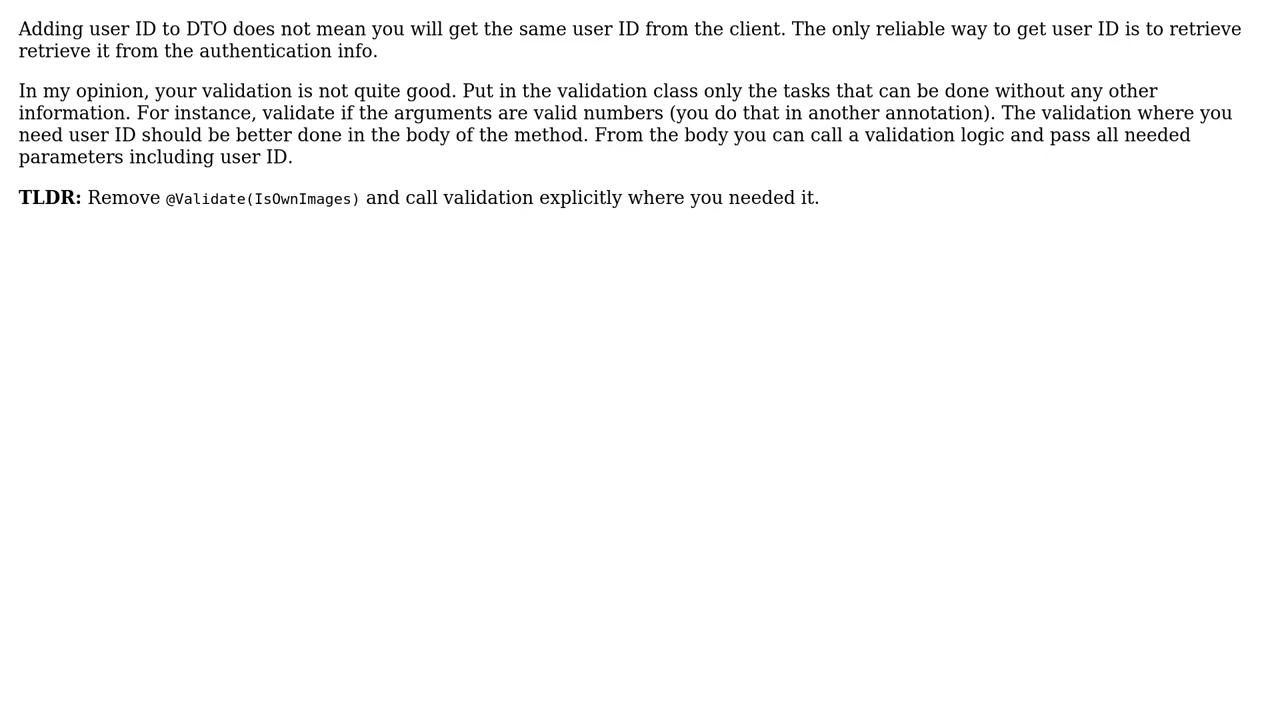 Adding user ID to DTO does not mean you will get the same user ID from the client. The only reliable way to get user ID is to retrieve
retrieve it from the authentication info.
In my opinion, your validation is not quite good. Put in the validation class only the tasks that can be done without any other
information. For instance, validate if the arguments are valid numbers (you do that in another annotation). The validation where you
need user ID should be better done in the body of the method. From the body you can call a validation logic and pass all needed
parameters including user ID.
TLDR: Remove @Validate(IsOwnImages) and call validation explicitly where you needed it.